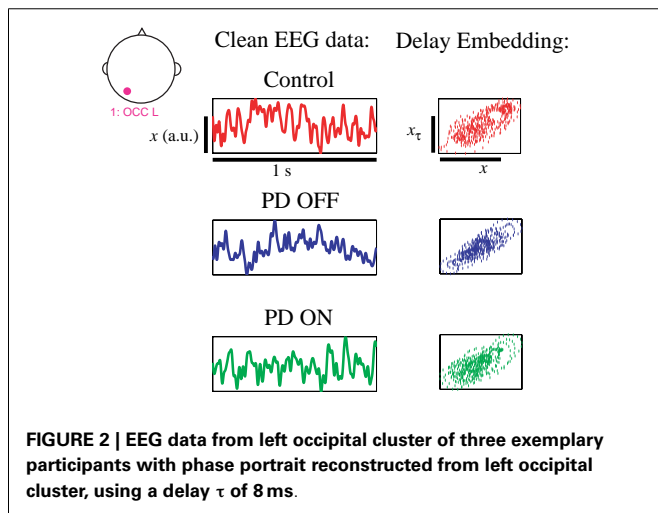 Clean EEG data: Delay Embedding:
Control
1: OCC L
x (a.u.)
xτ
1 s
x
PD OFF
PD ON
FIGURE 2 | EEG data from left occipital cluster of three exemplary
participants with phase portrait reconstructed from left occipital
cluster, using a delay τ of 8 ms.